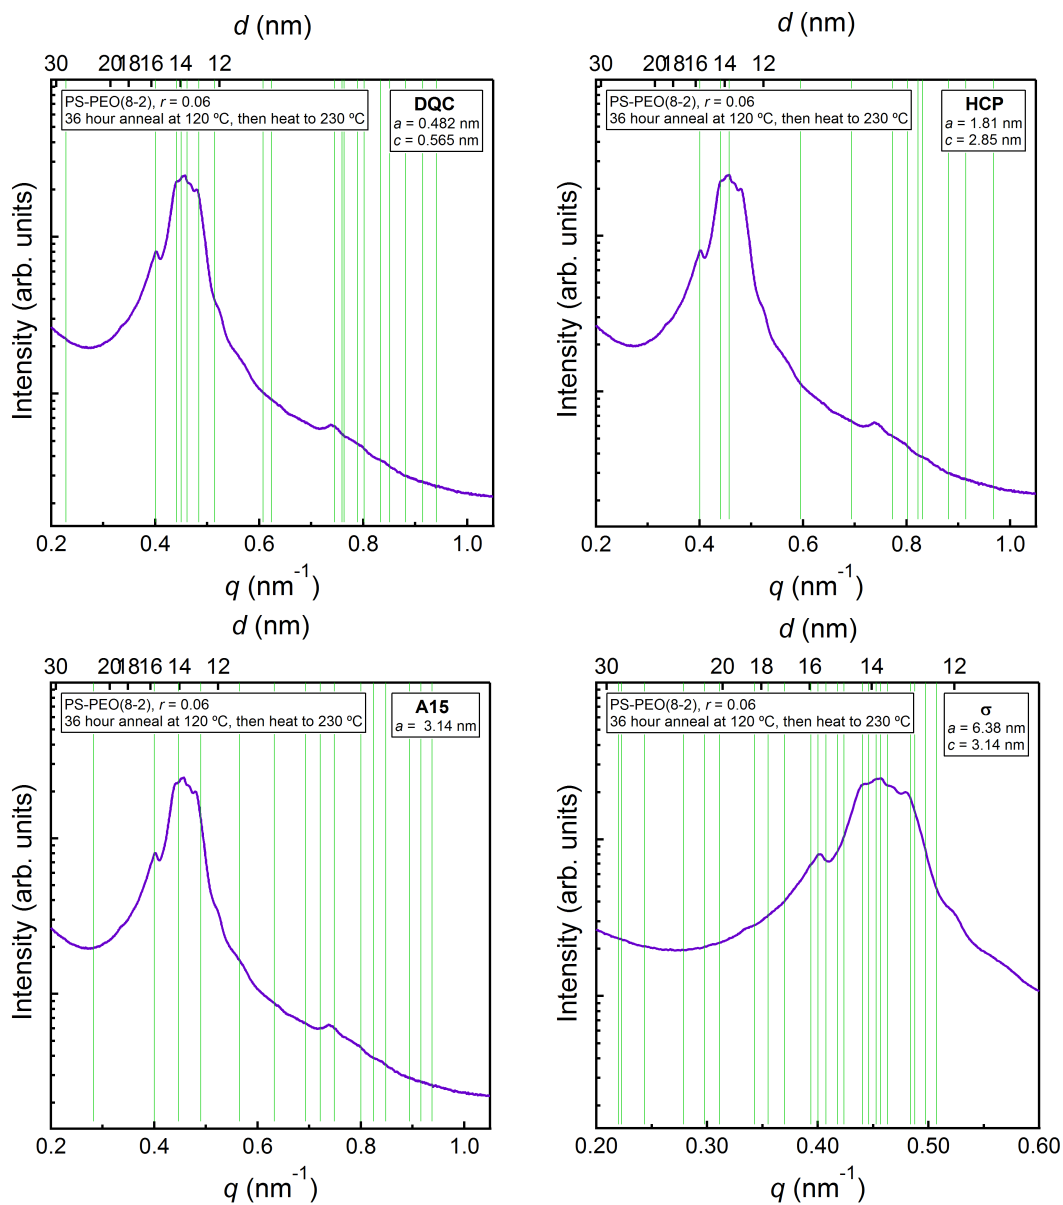 d (nm)
30 20 18 16 14 12
PS-PEO(8-2), r = 0.06
36 hour anneal at 120 ºC, then heat to 230 ºC
DQC
a = 0.482 nm
c = 0.565 nm
Intensity (arb. units)
0.2 0.4 0.6 0.8 1.0
q (nm⁻¹)
d (nm)
30 20 18 16 14 12
PS-PEO(8-2), r = 0.06
36 hour anneal at 120 ºC, then heat to 230 ºC
HCP
a = 1.81 nm
c = 2.85 nm
Intensity (arb. units)
0.2 0.4 0.6 0.8 1.0
q (nm⁻¹)
d (nm)
30 20 18 16 14 12
PS-PEO(8-2), r = 0.06
36 hour anneal at 120 ºC, then heat to 230 ºC
A15
a = 3.14 nm
Intensity (arb. units)
0.2 0.4 0.6 0.8 1.0
q (nm⁻¹)
d (nm)
30 20 18 16 14 12
PS-PEO(8-2), r = 0.06
36 hour anneal at 120 ºC, then heat to 230 ºC
σ
a = 6.38 nm
c = 3.14 nm
Intensity (arb. units)
0.20 0.30 0.40 0.50 0.60
q (nm⁻¹)